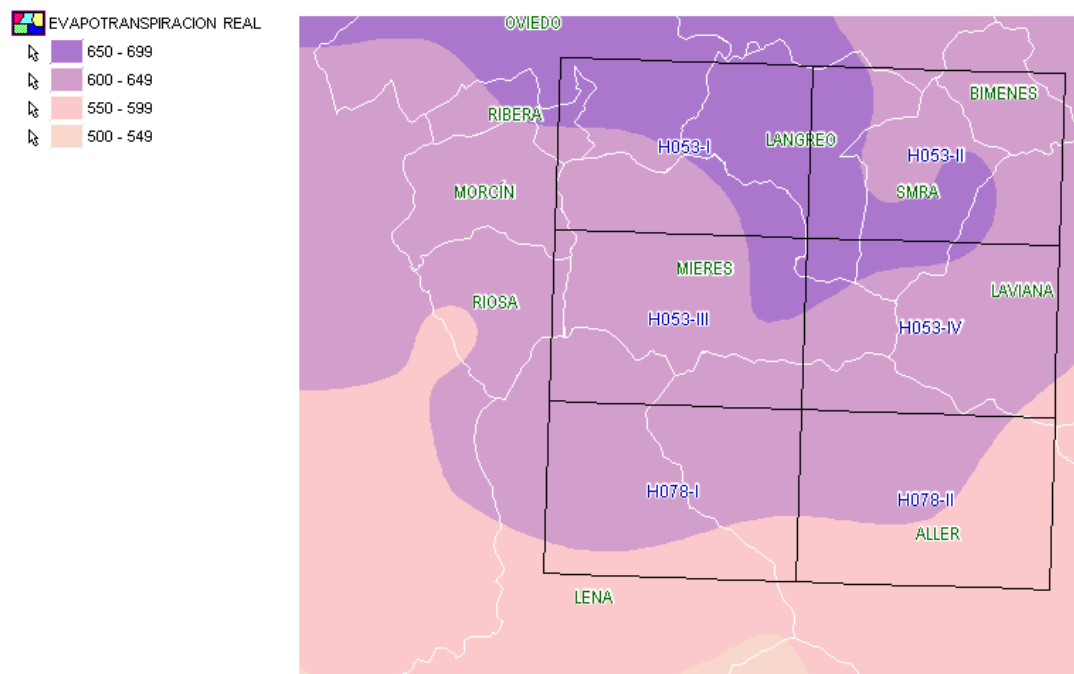 EVAPOTRANSPIRACION REAL
650 - 699
600 - 649
550 - 599
500 - 549
OVIEDO
BIMENES
RIBERA
LANGREO
H053-I
H053-II
MORCÍN
SMRA
MIERES
LAVIANA
RIOSA
H053-III
H053-IV
H078-I
H078-II
ALLER
LENA